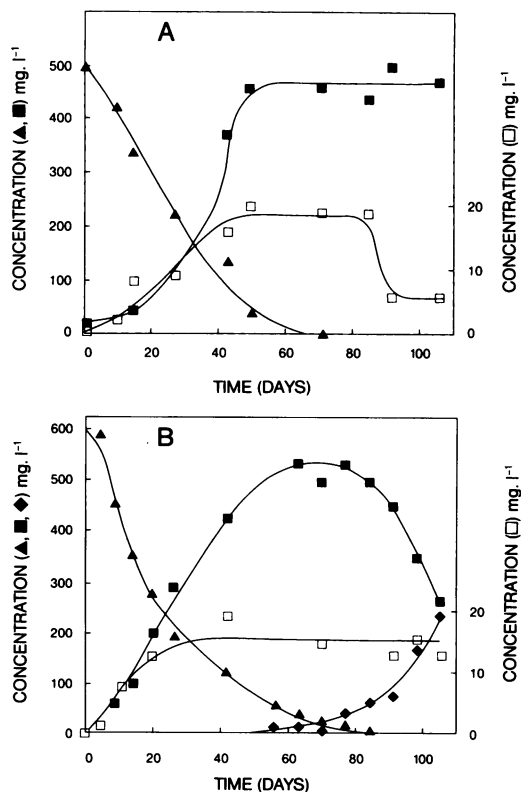 A
CONCENTRATION (▲, ■) mg. l⁻¹
500
400
300
200
100
0
CONCENTRATION (□) mg. l⁻¹
20
10
0
0 20 40 60 80 100
TIME (DAYS)
B
CONCENTRATION (▲, ■, ◆) mg. l⁻¹
600
500
400
300
200
100
0
CONCENTRATION (□) mg. l⁻¹
20
10
0
0 20 40 60 80 100
TIME (DAYS)